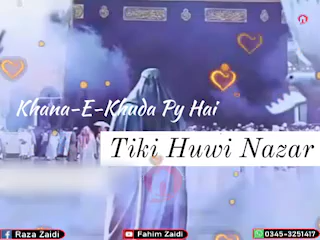 Khana-E-Khuda Py Hai
Tiki Huwi Nazar
Raza Zaidi
Fahim Zaidi
0345-3251417